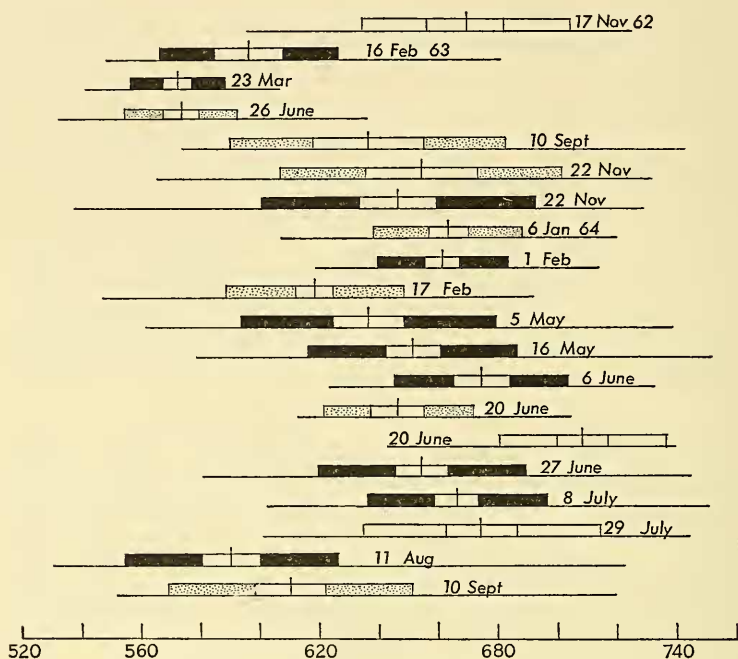 17 Nov 62
16 Feb 63
23 Mar
26 June
10 Sept
22 Nov
22 Nov
6 Jan 64
1 Feb
17 Feb
5 May
16 May
6 June
20 June
20 June
27 June
8 July
29 July
11 Aug
10 Sept
520 560 620 680 740